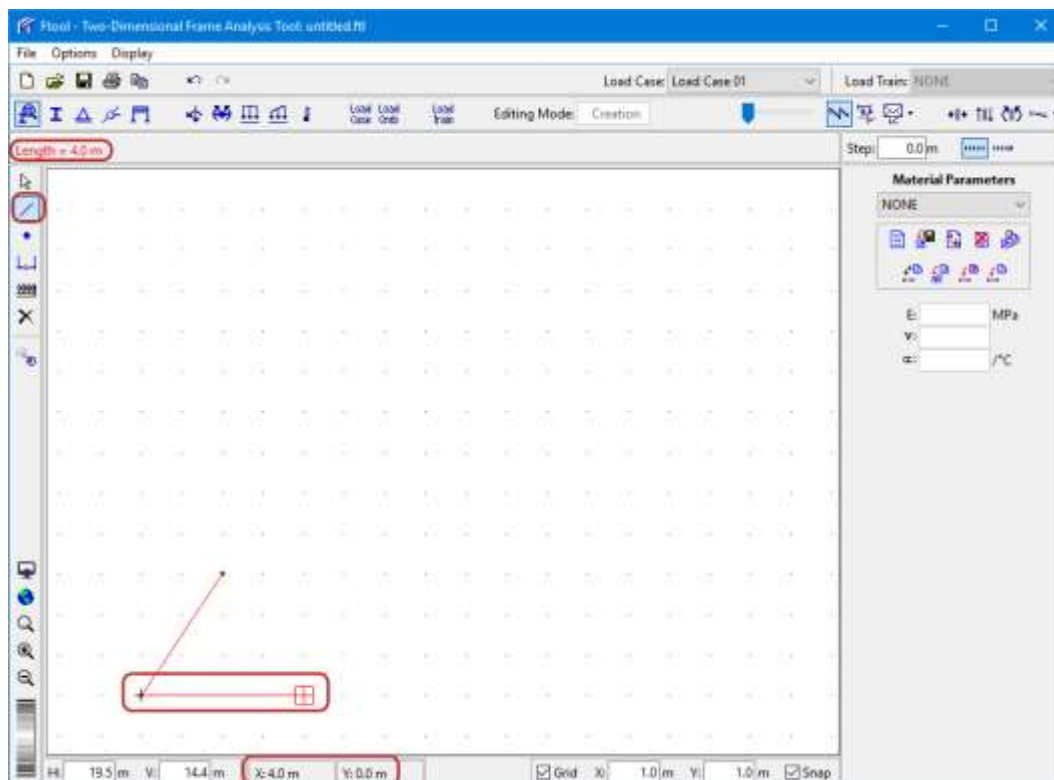 Ftool - Two-Dimensional Frame Analysis Tool: untitled.ftl
File Options Display
Load Case: Load Case 01 Load Train: NONE
Load Case Load Comb Load Train Editing Mode: Creation
Length = 4.0 m Step: 0.0 m
Material Parameters
NONE
E: MPa
ν:
α: /°C
H: 19.5 m V: 14.4 m X: 4.0 m Y: 0.0 m Grid X: 1.0 m Y: 1.0 m Snap